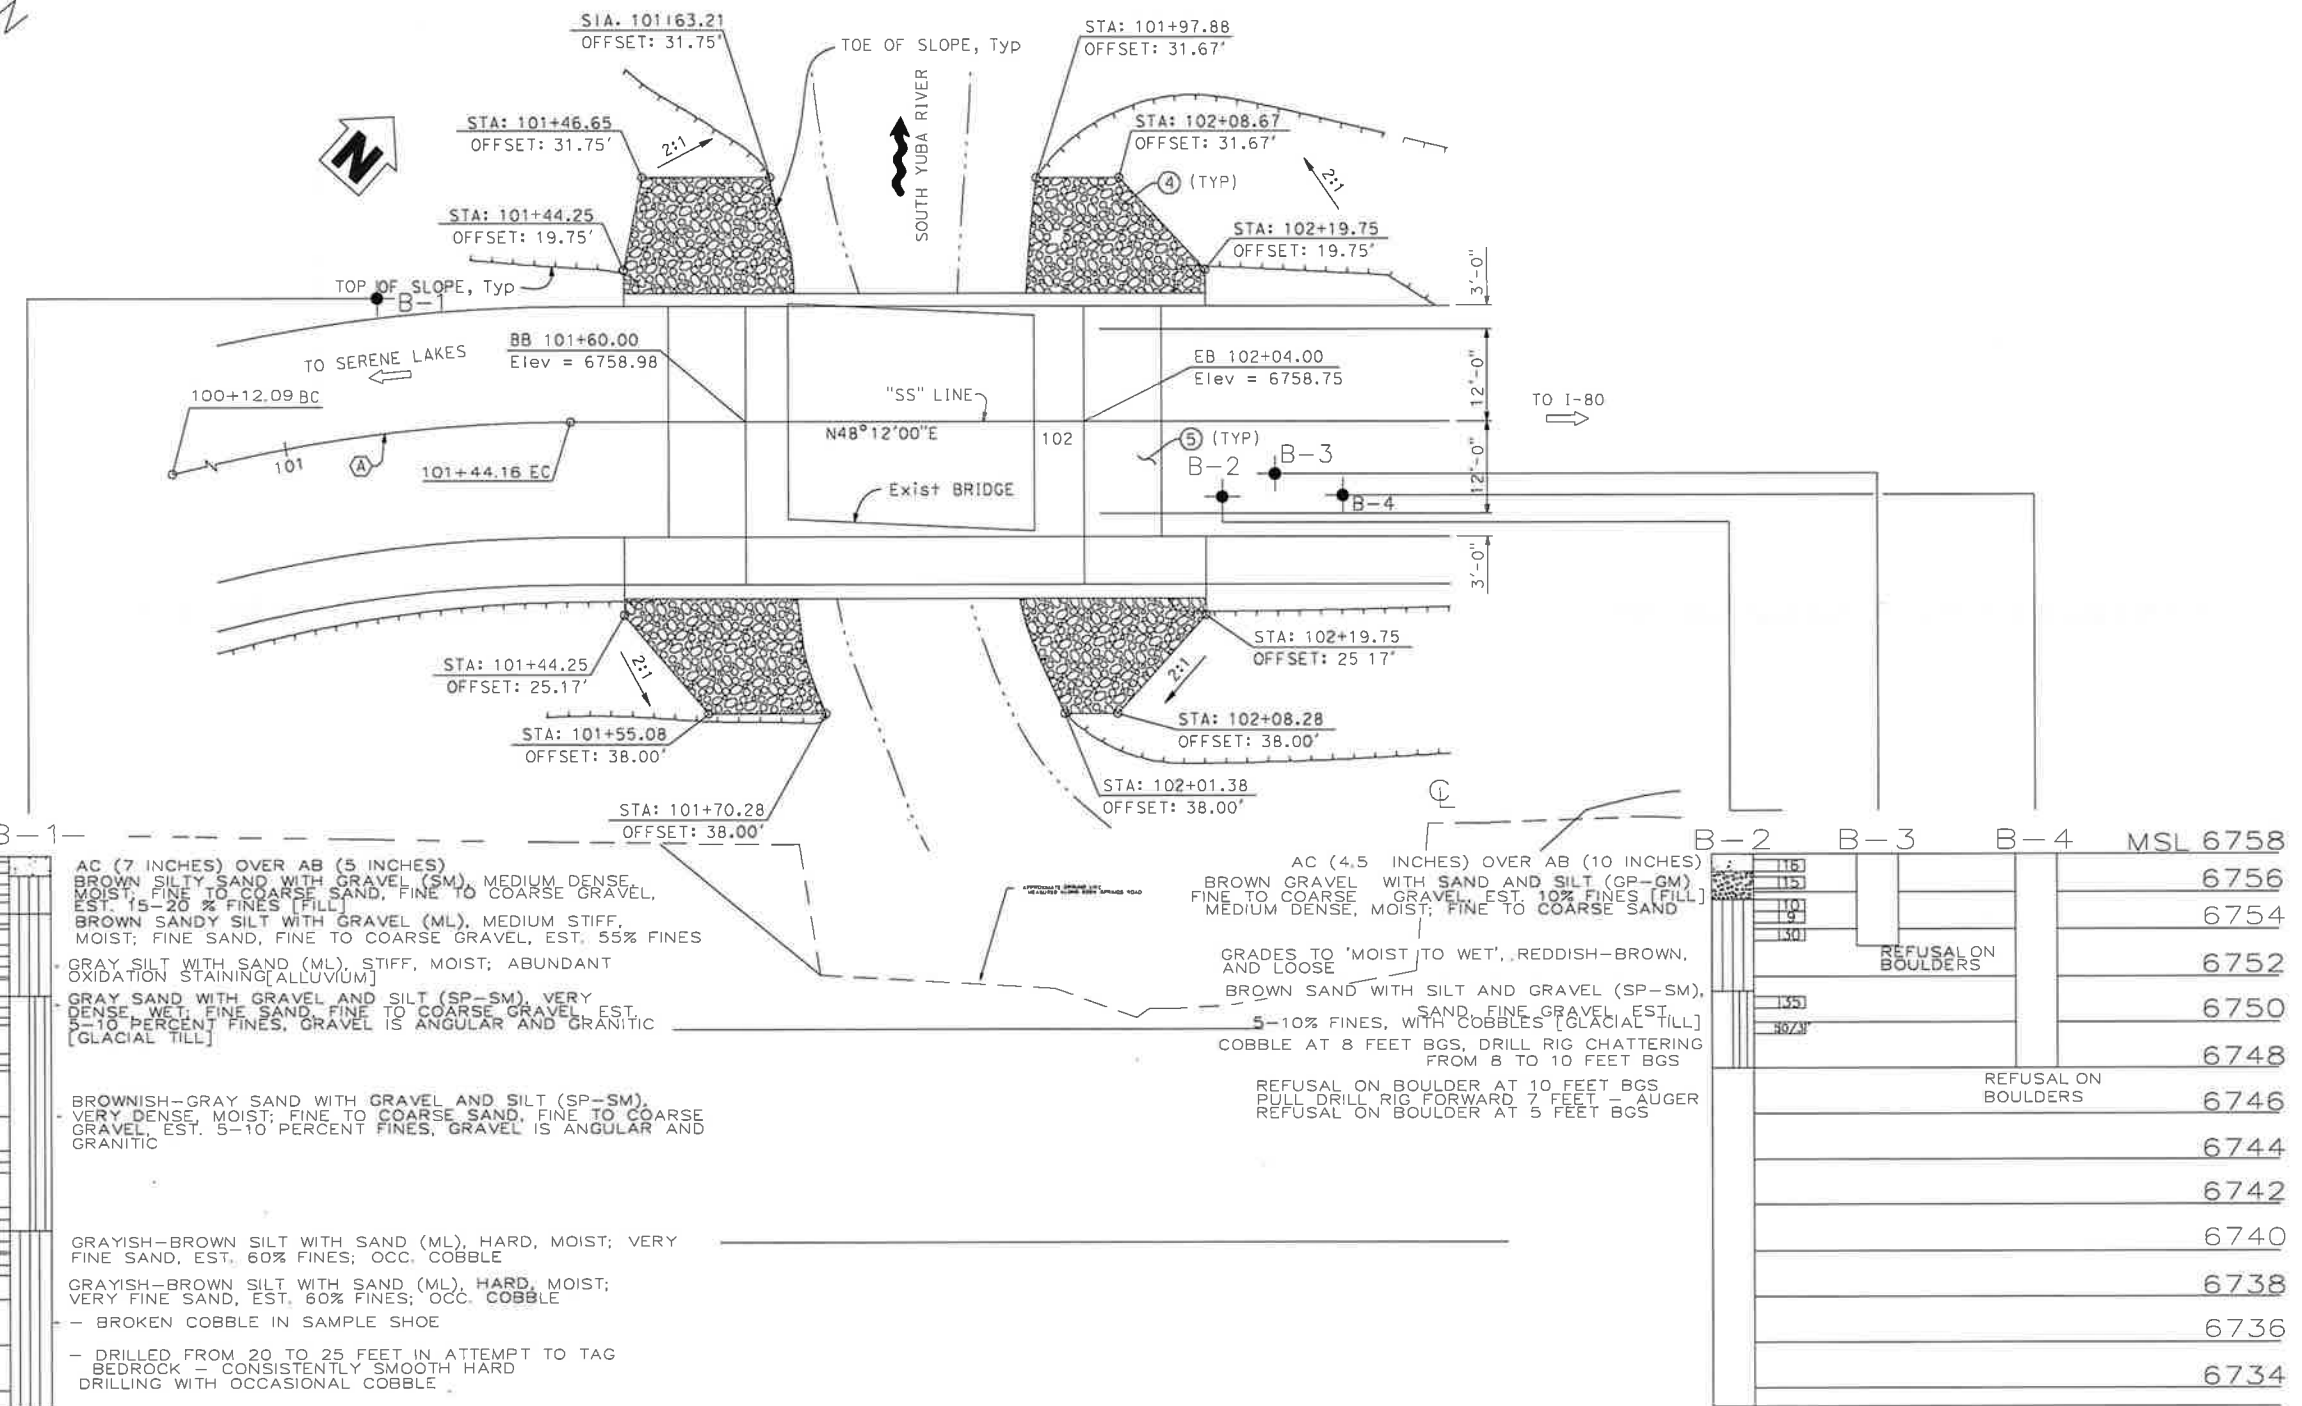 SIA. 101+63.21
OFFSET: 31.75'
TOE OF SLOPE, Typ
SOUTH YUBA RIVER
STA: 101+97.88
OFFSET: 31.67'
N
STA: 101+46.65
OFFSET: 31.75'
2:1
STA: 102+08.67
OFFSET: 31.67'
4 (TYP)
2:1
STA: 101+44.25
OFFSET: 19.75'
STA: 102+19.75
OFFSET: 19.75'
TOP OF SLOPE, Typ
B-1
3'-0"
TO SERENE LAKES
BB 101+60.00
Elev = 6758.98
EB 102+04.00
Elev = 6758.75
12'-0"
100+12.09 BC
"SS" LINE
TO I-80
N48°12'00"E
102
5 (TYP)
101
A
101+44.16 EC
B-2
B-3
12'-0"
Exist BRIDGE
B-4
3'-0"
STA: 101+44.25
OFFSET: 25.17'
2:1
STA: 102+19.75
OFFSET: 25 17'
2:1
STA: 101+55.08
OFFSET: 38.00'
STA: 102+08.28
OFFSET: 38.00'
STA: 101+70.28
OFFSET: 38.00'
STA: 102+01.38
OFFSET: 38.00'
℄
B-1
AC (7 INCHES) OVER AB (5 INCHES)
BROWN SILTY SAND WITH GRAVEL (SM), MEDIUM DENSE,
MOIST; FINE TO COARSE SAND, FINE TO COARSE GRAVEL,
EST. 15-20 % FINES [FILL]
BROWN SANDY SILT WITH GRAVEL (ML), MEDIUM STIFF,
MOIST; FINE SAND, FINE TO COARSE GRAVEL, EST. 55% FINES
GRAY SILT WITH SAND (ML), STIFF, MOIST; ABUNDANT
OXIDATION STAINING[ALLUVIUM]
GRAY SAND WITH GRAVEL AND SILT (SP-SM), VERY
DENSE, WET; FINE SAND, FINE TO COARSE GRAVEL, EST.
5-10 PERCENT FINES, GRAVEL IS ANGULAR AND GRANITIC
[GLACIAL TILL]
BROWNISH-GRAY SAND WITH GRAVEL AND SILT (SP-SM),
VERY DENSE, MOIST; FINE TO COARSE SAND, FINE TO COARSE
GRAVEL, EST. 5-10 PERCENT FINES, GRAVEL IS ANGULAR AND
GRANITIC
GRAYISH-BROWN SILT WITH SAND (ML), HARD, MOIST; VERY
FINE SAND, EST. 60% FINES; OCC. COBBLE
GRAYISH-BROWN SILT WITH SAND (ML), HARD, MOIST;
VERY FINE SAND, EST. 60% FINES; OCC. COBBLE
- BROKEN COBBLE IN SAMPLE SHOE
- DRILLED FROM 20 TO 25 FEET IN ATTEMPT TO TAG
BEDROCK - CONSISTENTLY SMOOTH HARD
DRILLING WITH OCCASIONAL COBBLE
APPROXIMATE GROUND LINE
MEASURED ALONG SODA SPRINGS ROAD
AC (4.5 INCHES) OVER AB (10 INCHES)
BROWN GRAVEL WITH SAND AND SILT (GP-GM)
FINE TO COARSE GRAVEL, EST. 10% FINES [FILL]
MEDIUM DENSE, MOIST; FINE TO COARSE SAND
GRADES TO 'MOIST TO WET', REDDISH-BROWN,
AND LOOSE
BROWN SAND WITH SILT AND GRAVEL (SP-SM),
SAND, FINE GRAVEL, EST.
5-10% FINES, WITH COBBLES [GLACIAL TILL]
COBBLE AT 8 FEET BGS, DRILL RIG CHATTERING
FROM 8 TO 10 FEET BGS
REFUSAL ON BOULDER AT 10 FEET BGS
PULL DRILL RIG FORWARD 7 FEET - AUGER
REFUSAL ON BOULDER AT 5 FEET BGS
B-2
B-3
B-4
MSL 6758
16
15
10
9
30
35
50/3"
REFUSAL ON
BOULDERS
REFUSAL ON
BOULDERS
6756
6754
6752
6750
6748
6746
6744
6742
6740
6738
6736
6734